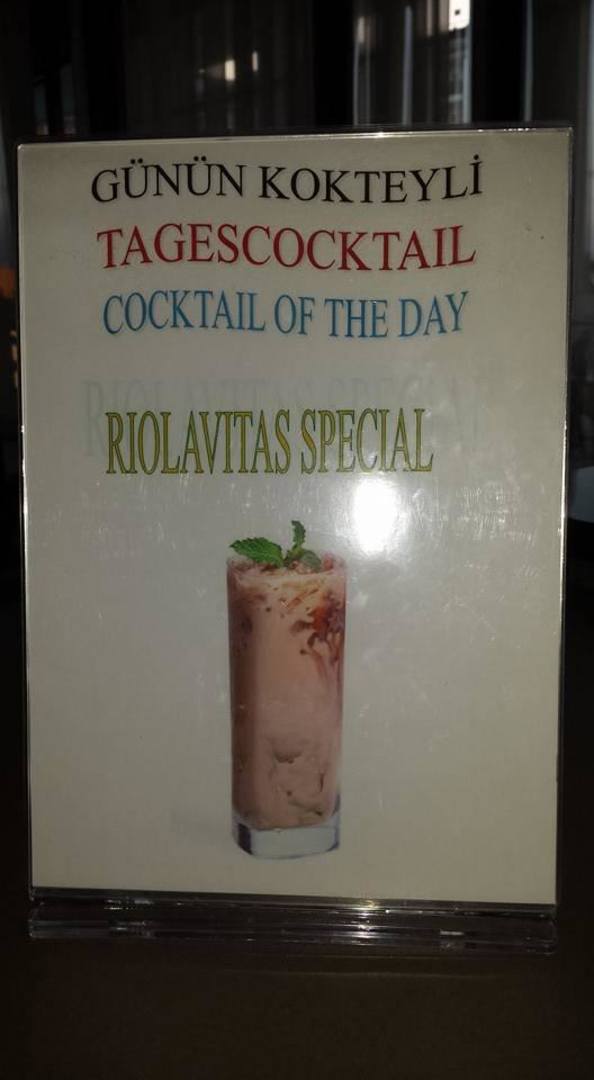 GÜNÜN KOKTEYLİ
TAGESCOCKTAIL
COCKTAIL OF THE DAY
RIOLAVITAS SPECIAL